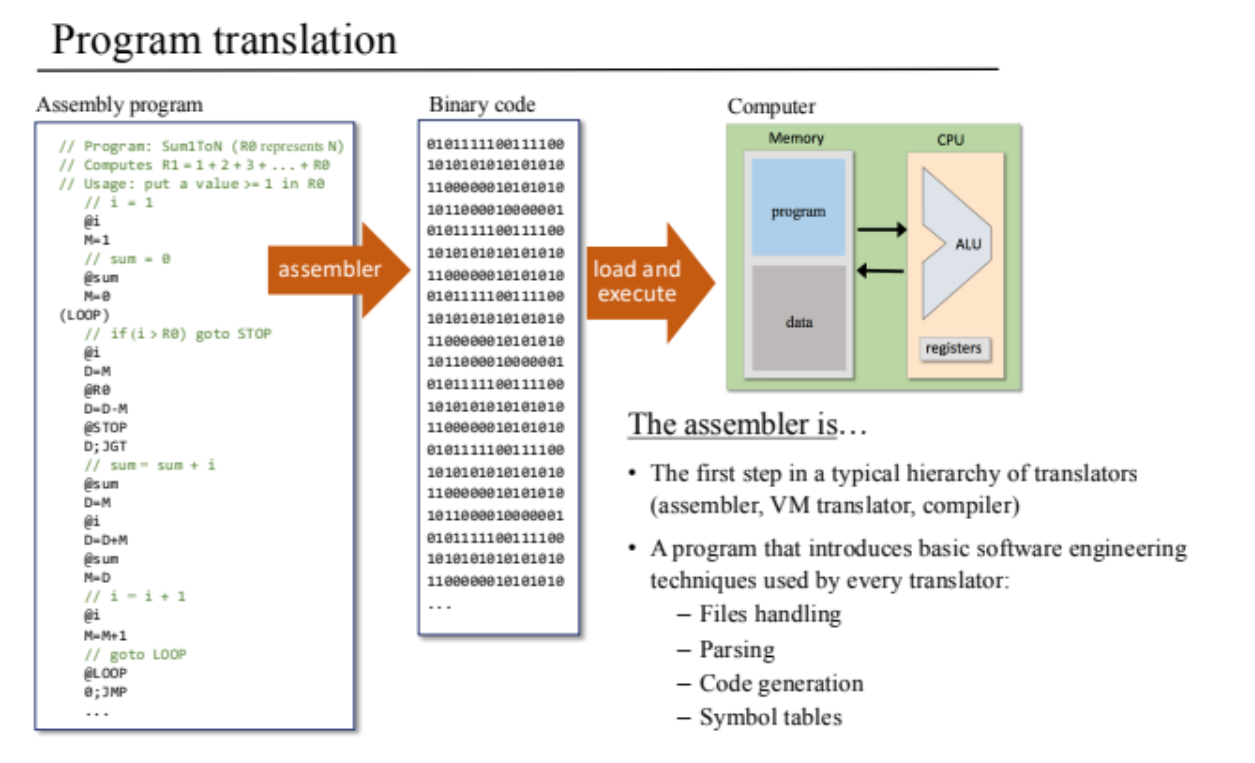 Program translation
Assembly program
// Program: Sum1ToN (R0 represents N)
// Computes R1 = 1 + 2 + 3 + ... + R0
// Usage: put a value >= 1 in R0
// i = 1
@i
M=1
// sum = 0
@sum
M=0
(LOOP)
// if (i > R0) goto STOP
@i
D=M
@R0
D=D-M
@STOP
D;JGT
// sum = sum + i
@sum
D=M
@i
D=D+M
@sum
M=D
// i = i + 1
@i
M=M+1
// goto LOOP
@LOOP
0;JMP
...
assembler
Binary code
0101111100111100
1010101010101010
1100000010101010
1011000010000001
0101111100111100
1010101010101010
1100000010101010
0101111100111100
1010101010101010
1100000010101010
1011000010000001
0101111100111100
1010101010101010
1100000010101010
0101111100111100
1010101010101010
1100000010101010
1011000010000001
0101111100111100
1010101010101010
1100000010101010
...
load and
execute
Computer
Memory
program
data
CPU
ALU
registers
The assembler is…
• The first step in a typical hierarchy of translators
(assembler, VM translator, compiler)
• A program that introduces basic software engineering
techniques used by every translator:
– Files handling
– Parsing
– Code generation
– Symbol tables